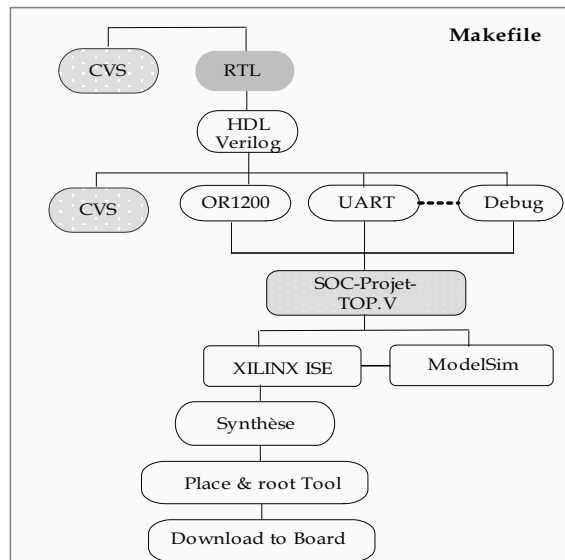 Makefile
CVS
RTL
HDL
Verilog
CVS
OR1200
UART
Debug
SOC-Projet-
TOP.V
XILINX ISE
ModelSim
Synthèse
Place & root Tool
Download to Board